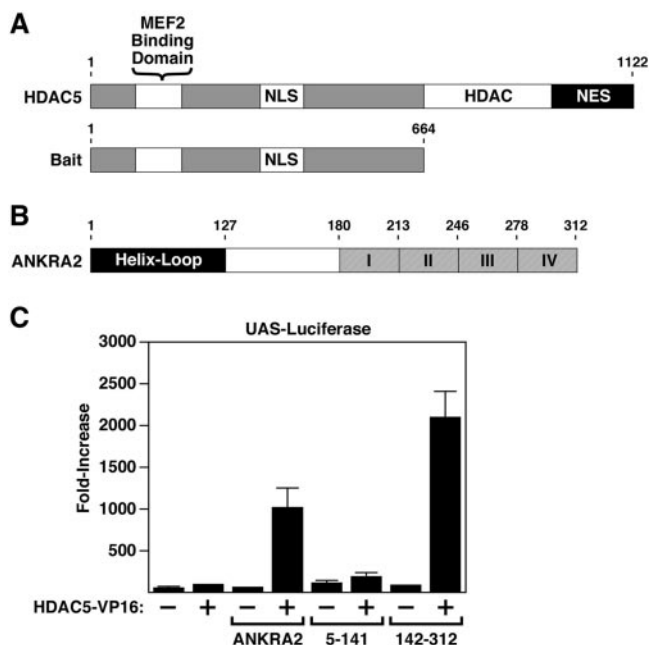 A
MEF2
Binding
Domain
1
1122
HDAC5
NLS
HDAC
NES
1
664
Bait
NLS
B
1
127
180
213
246
278
312
ANKRA2
Helix-Loop
I
II
III
IV
C
UAS-Luciferase
3000
2500
2000
1500
1000
500
Fold-Increase
HDAC5-VP16:
− + − + − + − +
ANKRA2
5-141
142-312